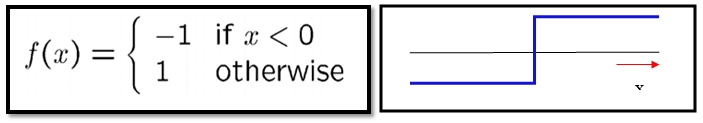 f(x) = { −1 if x < 0
1 otherwise